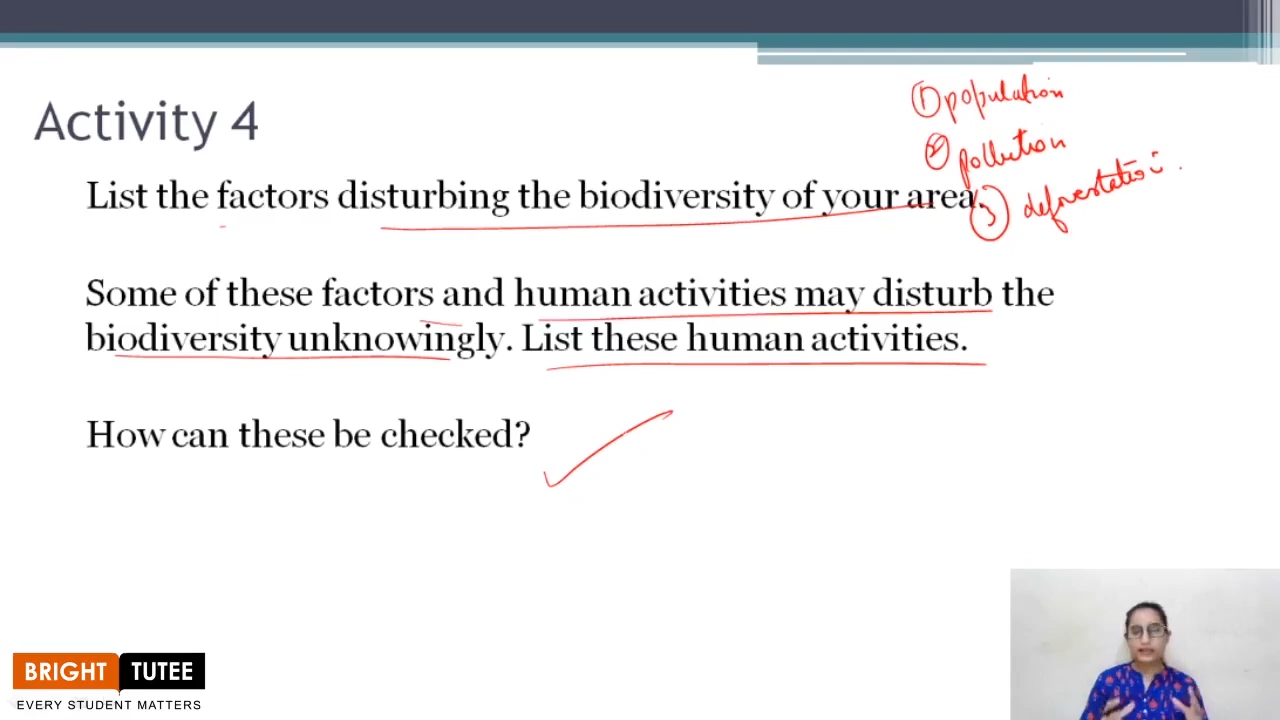 Activity 4
① population
② pollution
③ deforestation.
List the factors disturbing the biodiversity of your area.
Some of these factors and human activities may disturb the
biodiversity unknowingly. List these human activities.
How can these be checked?
BRIGHT TUTEE
EVERY STUDENT MATTERS